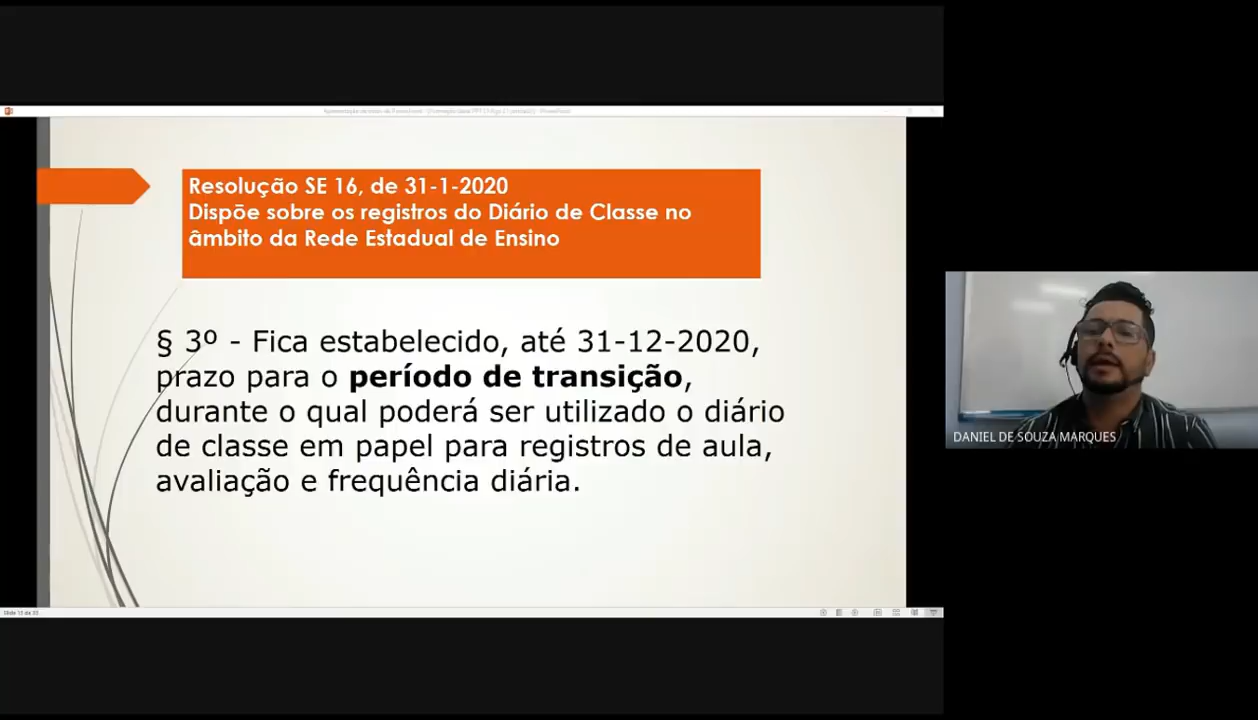 Resolução SE 16, de 31-1-2020
Dispõe sobre os registros do Diário de Classe no
âmbito da Rede Estadual de Ensino
§ 3º - Fica estabelecido, até 31-12-2020,
prazo para o período de transição,
durante o qual poderá ser utilizado o diário
de classe em papel para registros de aula,
avaliação e frequência diária.
DANIEL DE SOUZA MARQUES